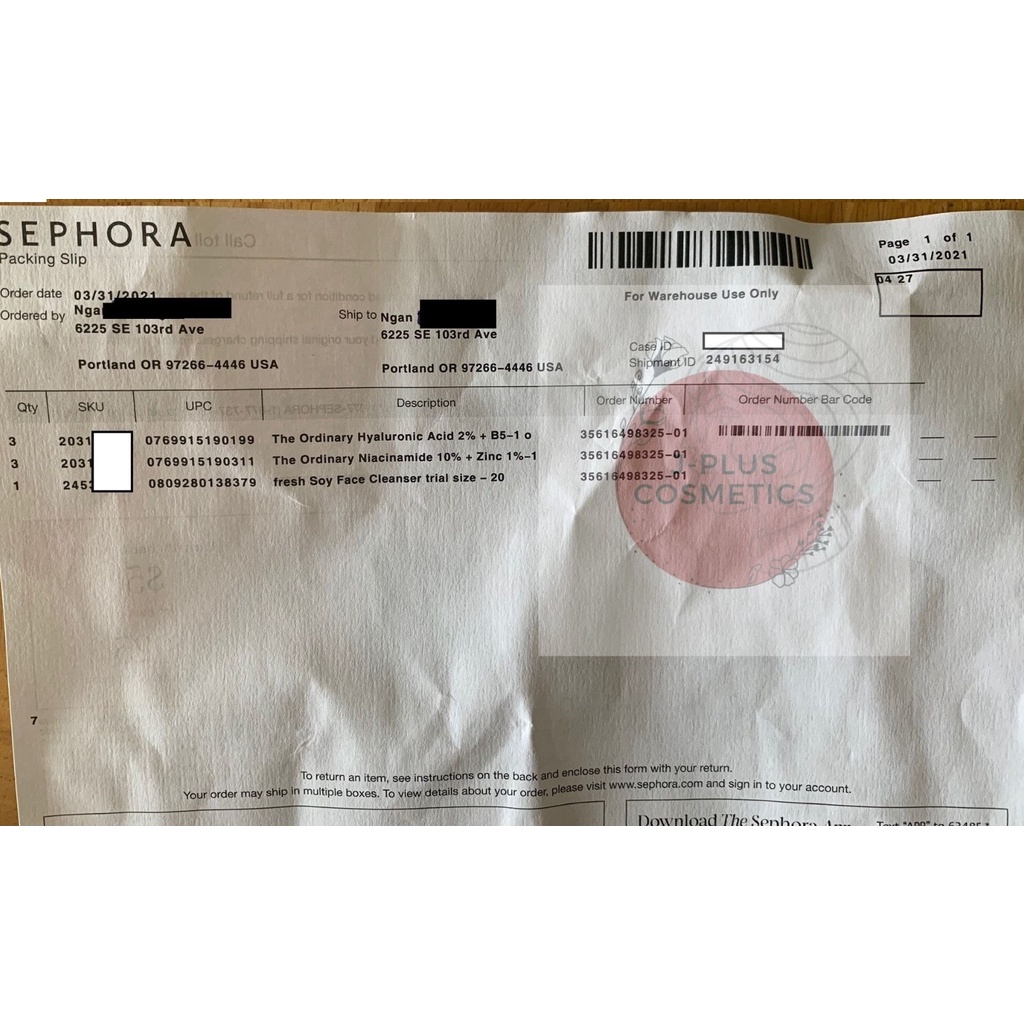 SEPHORA
Packing Slip
Page 1 of 1
03/31/2021
04 27
For Warehouse Use Only
Order date 03/31/2021
Ordered by Nga
6225 SE 103rd Ave
Portland OR 97266-4446 USA
Ship to Ngan
6225 SE 103rd Ave
Portland OR 97266-4446 USA
Case ID
Shipment ID 249163154
Qty SKU UPC Description Order Number Order Number Bar Code
3 2031 0769915190199 The Ordinary Hyaluronic Acid 2% + B5-1 o 35616498325-01
3 2031 0769915190311 The Ordinary Niacinamide 10% + Zinc 1%-1 35616498325-01
1 245 0809280138379 fresh Soy Face Cleanser trial size - 20 35616498325-01
I-PLUS
COSMETICS
7
To return an item, see instructions on the back and enclose this form with your return.
Your order may ship in multiple boxes. To view details about your order, please visit www.sephora.com and sign in to your account.
Download The Sephora App